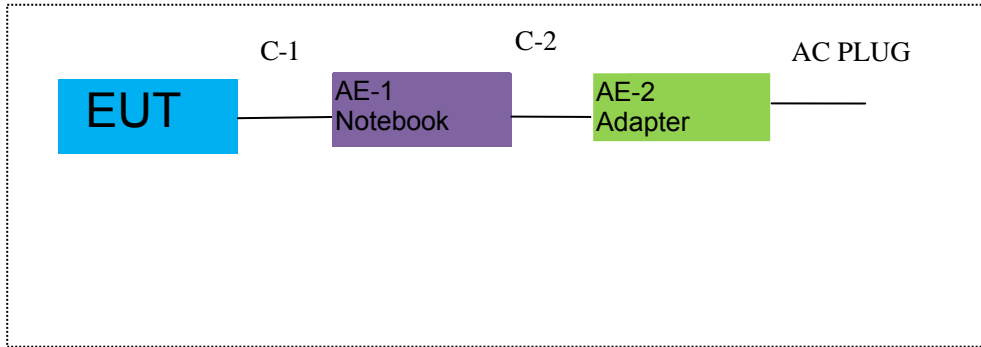 C-1
C-2
AC PLUG
EUT
AE-1
Notebook
AE-2
Adapter